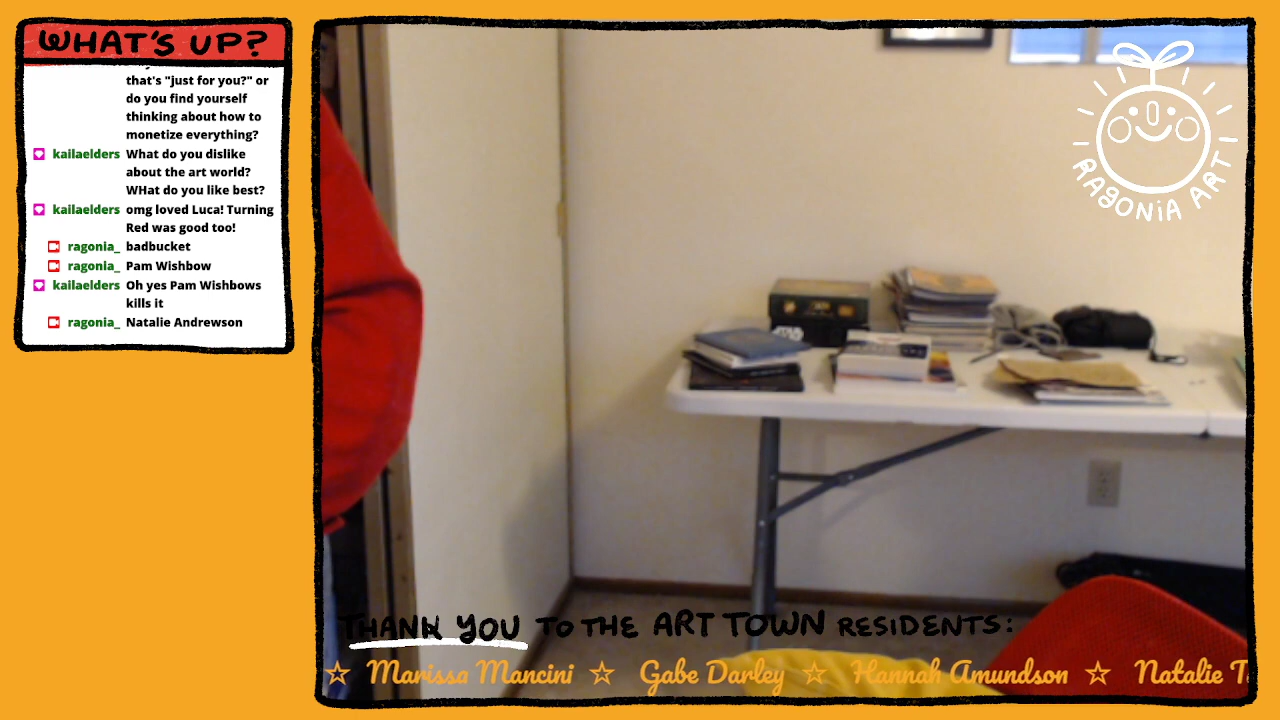 WHAT'S UP?
that's "just for you?" or
do you find yourself
thinking about how to
monetize everything?
kailaelders What do you dislike
about the art world?
WHat do you like best?
kailaelders omg loved Luca! Turning
Red was good too!
ragonia_ badbucket
ragonia_ Pam Wishbow
kailaelders Oh yes Pam Wishbows
kills it
ragonia_ Natalie Andrewson
RAGONIA ART
THANK YOU TO THE ART TOWN RESIDENTS:
☆ Marissa Mancini ☆ Gabe Darley ☆ Hannah Amundson ☆ Natalie